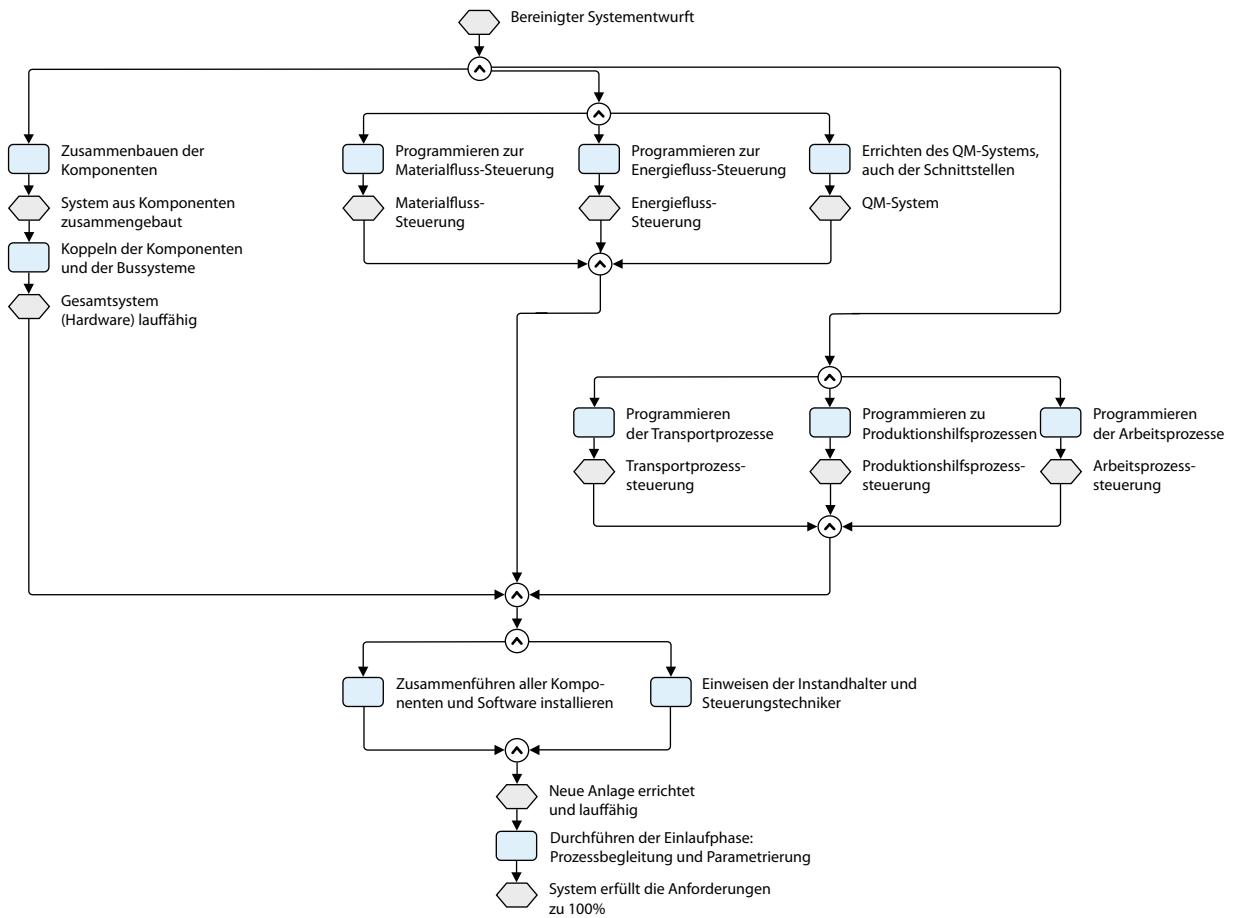 Bereinigter Systementwurft
Zusammenbauen der
Komponenten
Programmieren zur
Materialfluss-Steuerung
Programmieren zur
Energiefluss-Steuerung
Errichten des QM-Systems,
auch der Schnittstellen
System aus Komponenten
zusammengebaut
Materialfluss-
Steuerung
Energiefluss-
Steuerung
QM-System
Koppeln der Komponenten
und der Bussysteme
Gesamtsystem
(Hardware) lauffähig
Programmieren
der Transportprozesse
Programmieren zu
Produktionshilfsprozessen
Programmieren
der Arbeitsprozesse
Transportprozess-
steuerung
Produktionshilfsprozess-
steuerung
Arbeitsprozess-
steuerung
Zusammenführen aller Kompo-
nenten und Software installieren
Einweisen der Instandhalter und
Steuerungstechniker
Neue Anlage errichtet
und lauffähig
Durchführen der Einlaufphase:
Prozessbegleitung und Parametrierung
System erfüllt die Anforderungen
zu 100%